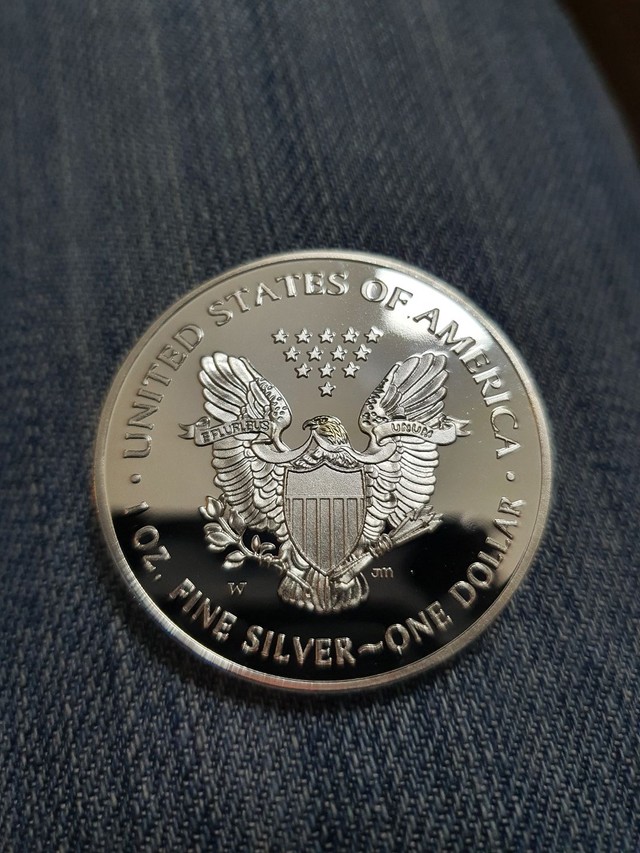 UNITED STATES OF AMERICA
E PLURIBUS UNUM
W JM
1 OZ. FINE SILVER~ONE DOLLAR